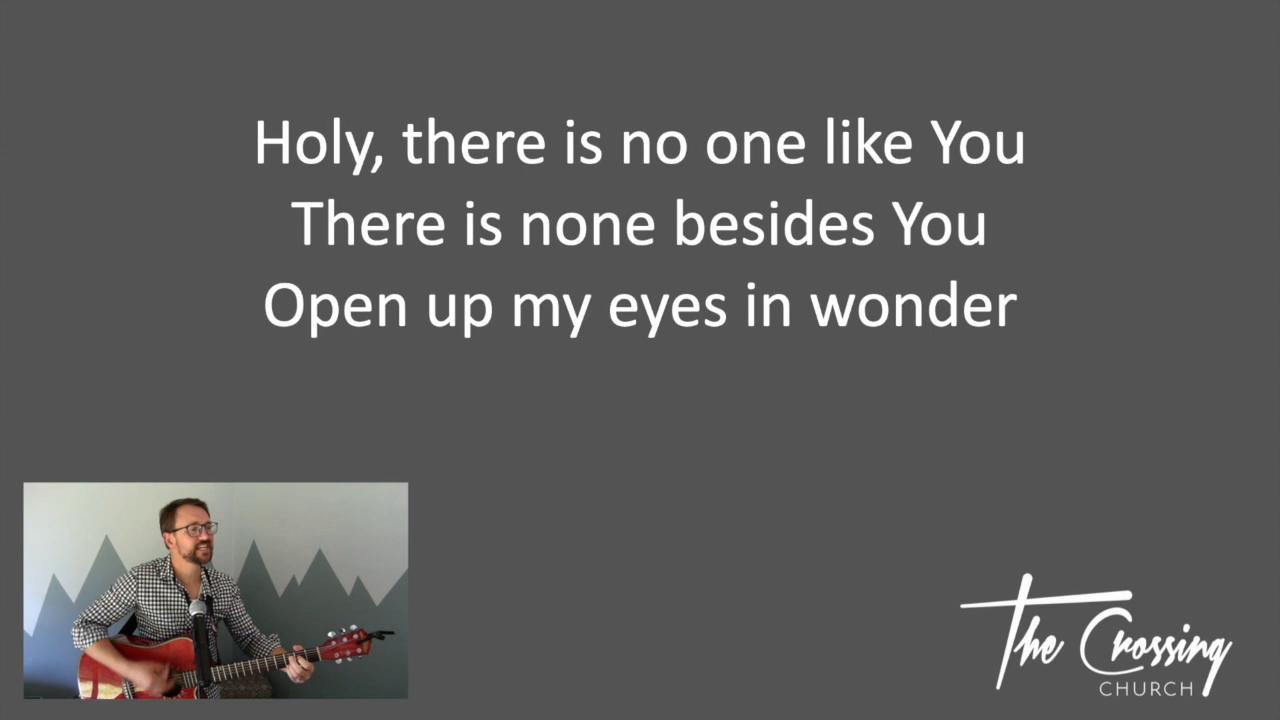 Holy, there is no one like You
There is none besides You
Open up my eyes in wonder
The Crossing
CHURCH